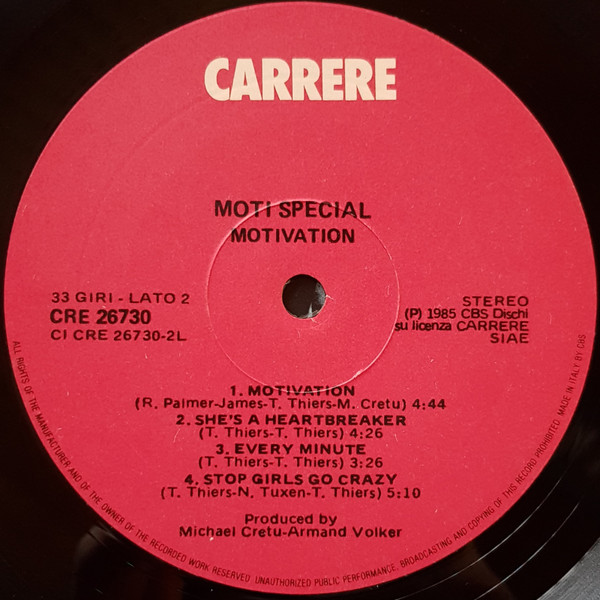 CARRERE
MOTI SPECIAL
MOTIVATION
33 GIRI - LATO 2
CRE 26730
CI CRE 26730-2L
STEREO
(P) 1985 CBS Dischi
su licenza CARRERE
SIAE
1. MOTIVATION
(R. Palmer-James-T. Thiers-M. Cretu) 4:44
2. SHE'S A HEARTBREAKER
(T. Thiers-T. Thiers) 4:26
3. EVERY MINUTE
(T. Thiers-T. Thiers) 3:26
4. STOP GIRLS GO CRAZY
(T. Thiers-N. Tuxen-T. Thiers) 5:10
Produced by
Michael Cretu-Armand Volker
ALL RIGHTS OF THE MANUFACTURER AND OF THE OWNER OF THE RECORDED WORK RESERVED. UNAUTHORIZED PUBLIC PERFORMANCE, BROADCASTING AND COPYING OF THIS RECORD PROHIBITED. MADE IN ITALY BY CBS